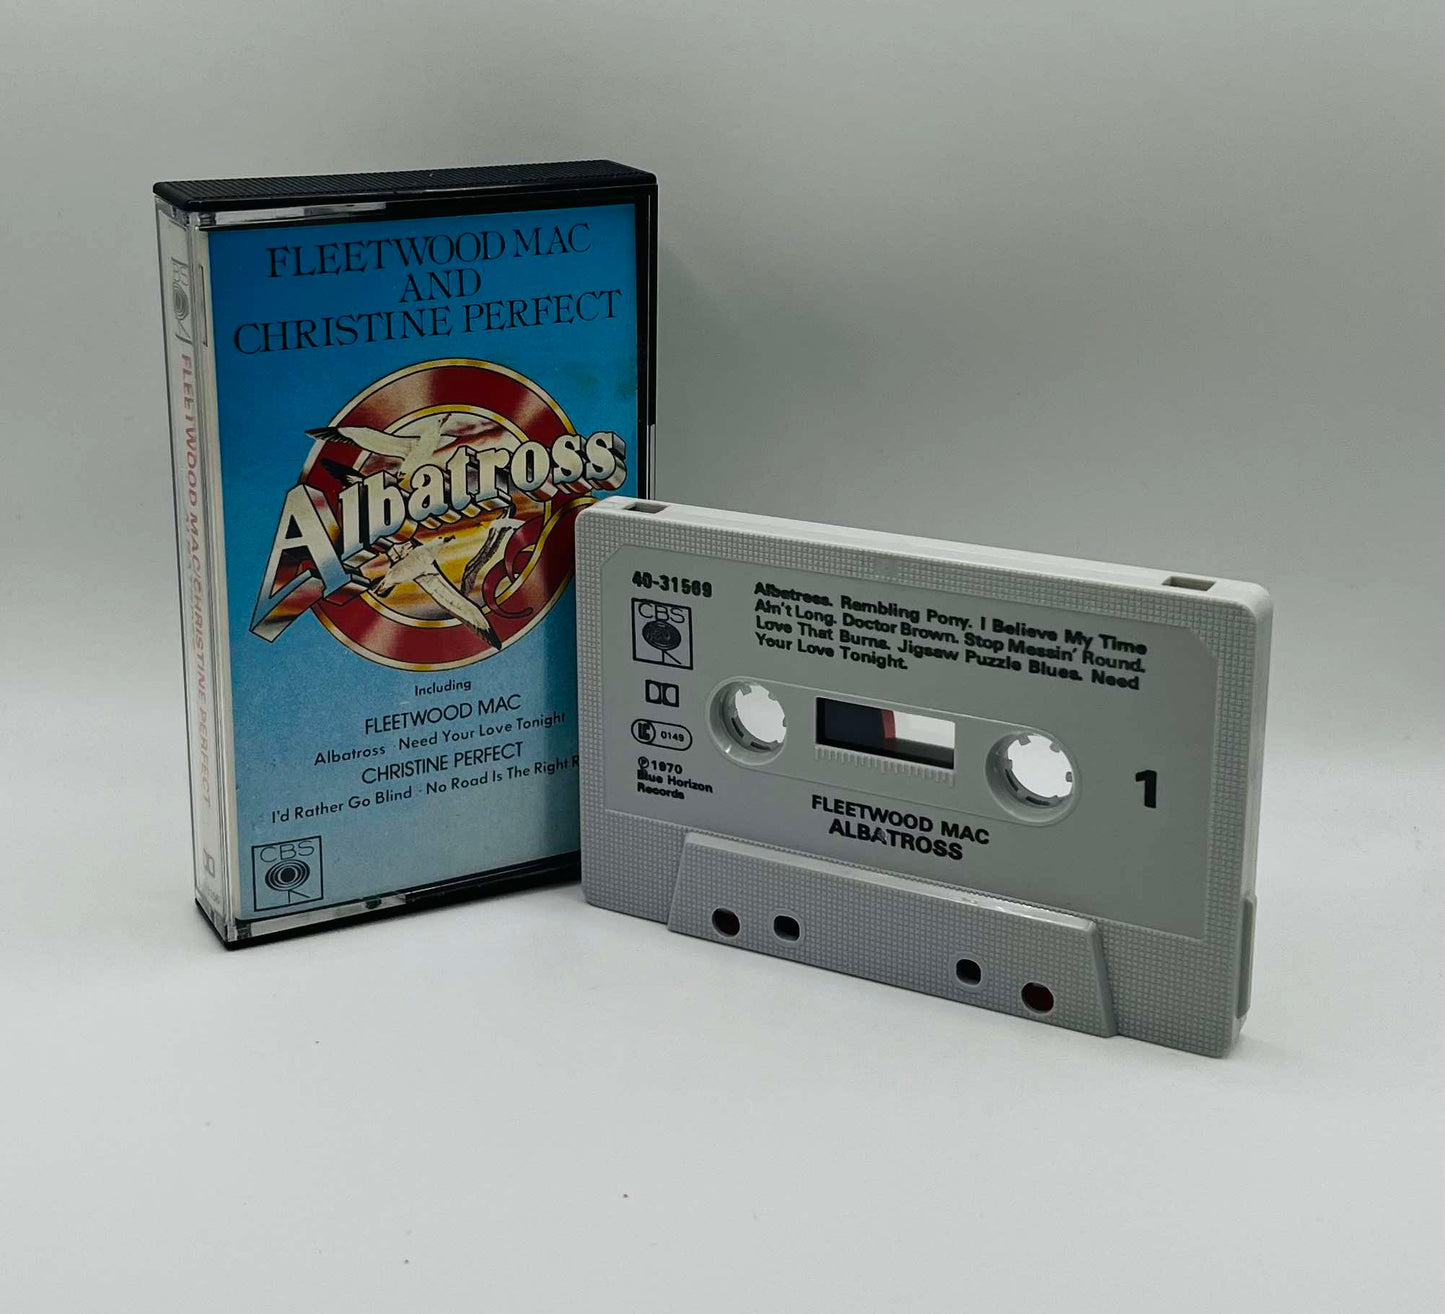 FLEETWOOD MAC
AND
CHRISTINE PERFECT
Albatross
Including
FLEETWOOD MAC
Albatross · Need Your Love Tonight
CHRISTINE PERFECT
I'd Rather Go Blind · No Road Is The Right R
CBS
FLEETWOOD MAC/CHRISTINE PERFECT
40-31569
CBS
0149
℗ 1970
Blue Horizon
Records
Albatross. Rambling Pony. I Believe My Time
Ain't Long. Doctor Brown. Stop Messin' Round.
Love That Burns. Jigsaw Puzzle Blues. Need
Your Love Tonight.
1
FLEETWOOD MAC
ALBATROSS